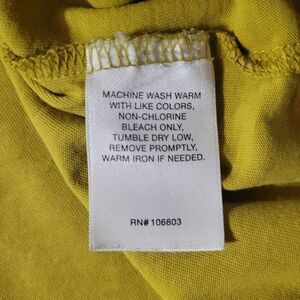 MACHINE WASH WARM
WITH LIKE COLORS,
NON-CHLORINE
BLEACH ONLY,
TUMBLE DRY LOW,
REMOVE PROMPTLY,
WARM IRON IF NEEDED.
RN# 106803